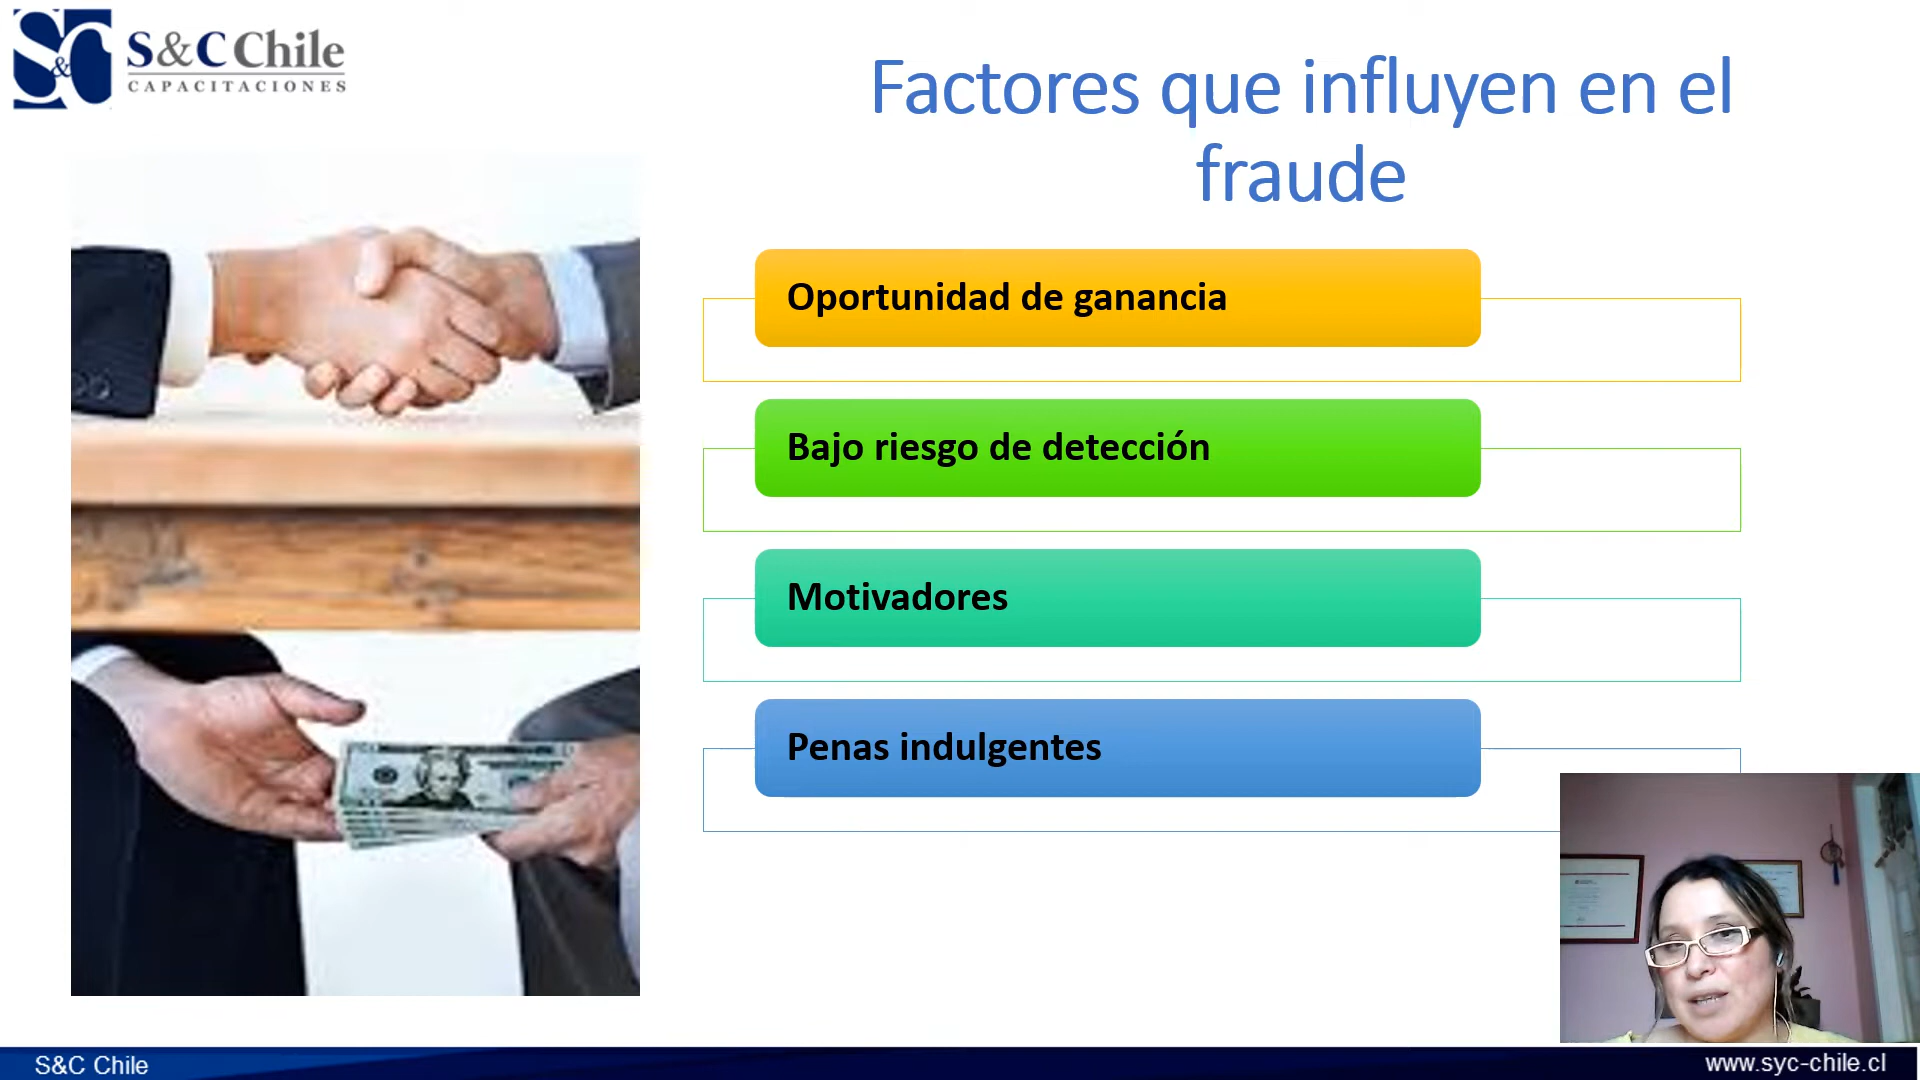 S&C Chile
CAPACITACIONES
Factores que influyen en el
fraude
Oportunidad de ganancia
Bajo riesgo de detección
Motivadores
Penas indulgentes
S&C Chile
www.syc-chile.cl